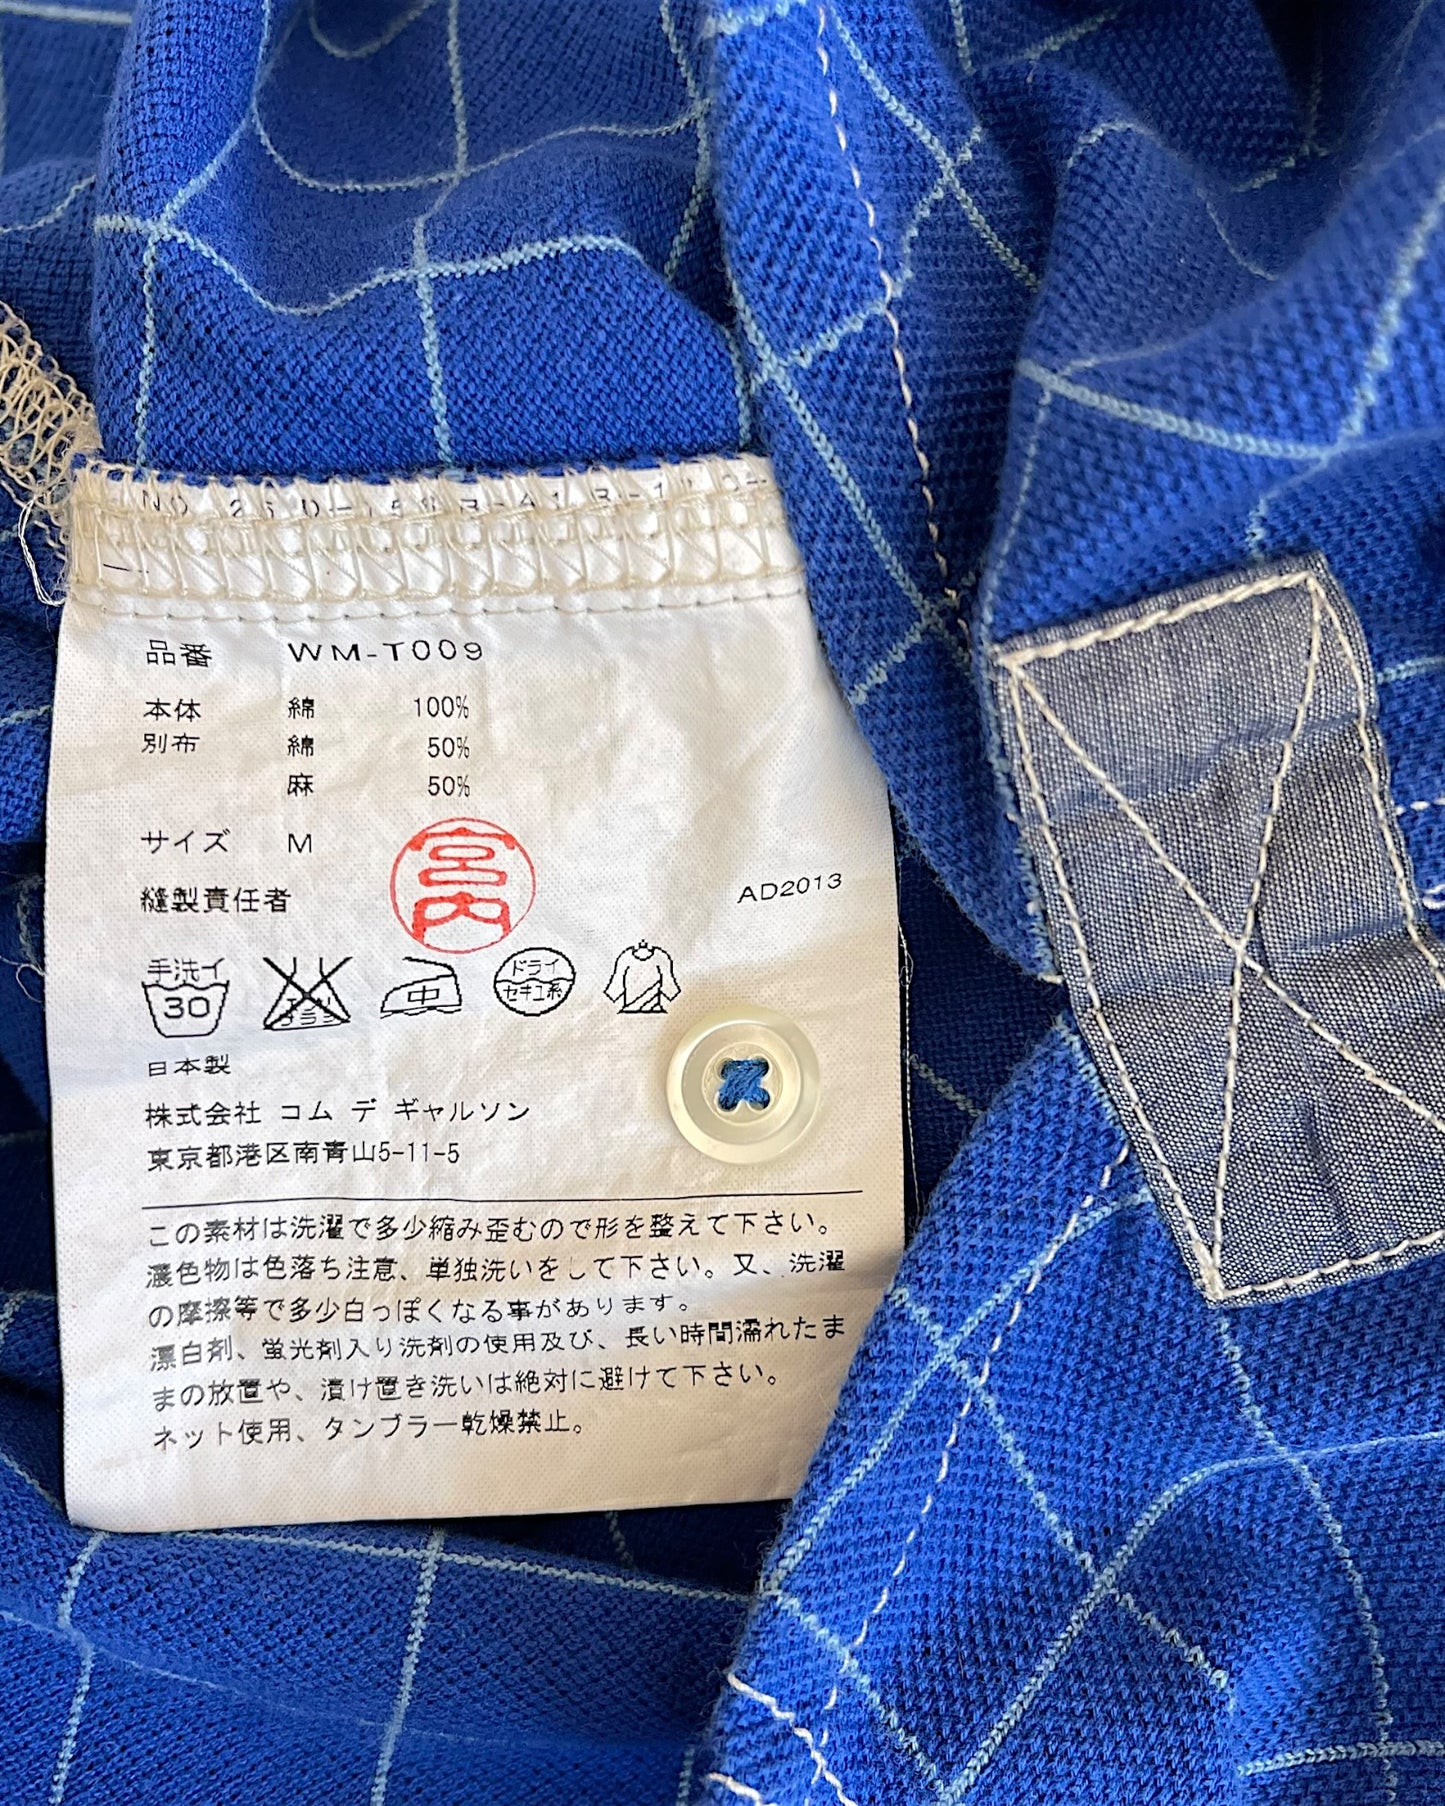 品番 WM-T009
本体 綿 100%
別布 綿 50%
麻 50%
サイズ M
宮内
縫製責任者
AD2013
手洗イ
30
エンソ
サラシ
中
ドライ
セキユ系
日本製
株式会社 コム デ ギャルソン
東京都港区南青山5-11-5
この素材は洗濯で多少縮み歪むので形を整えて下さい。
濃色物は色落ち注意、単独洗いをして下さい。又、洗濯
の摩擦等で多少白っぽくなる事があります。
漂白剤、蛍光剤入り洗剤の使用及び、長い時間濡れたま
まの放置や、漬け置き洗いは絶対に避けて下さい。
ネット使用、タンブラー乾燥禁止。